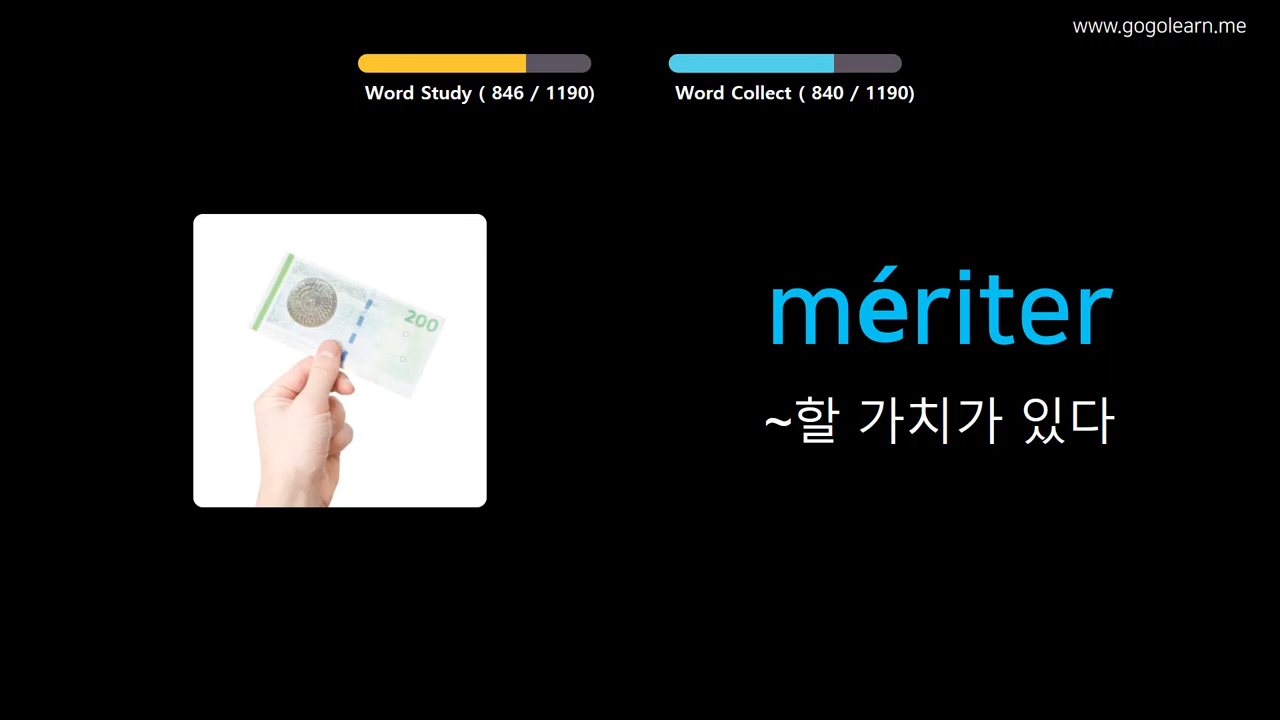 www.gogolearn.me
Word Study ( 846 / 1190)
Word Collect ( 840 / 1190)
200
mériter
~할 가치가 있다